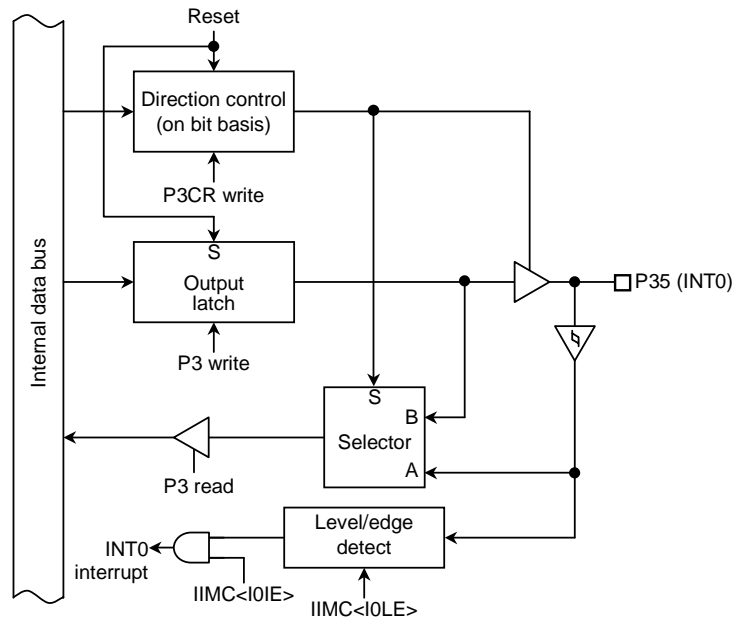 Reset
Direction control
(on bit basis)
P3CR write
Internal data bus
S
Output
latch
P35 (INT0)
P3 write
S
B
Selector
A
P3 read
Level/edge
detect
INT0
interrupt
IIMC<I0IE>
IIMC<I0LE>